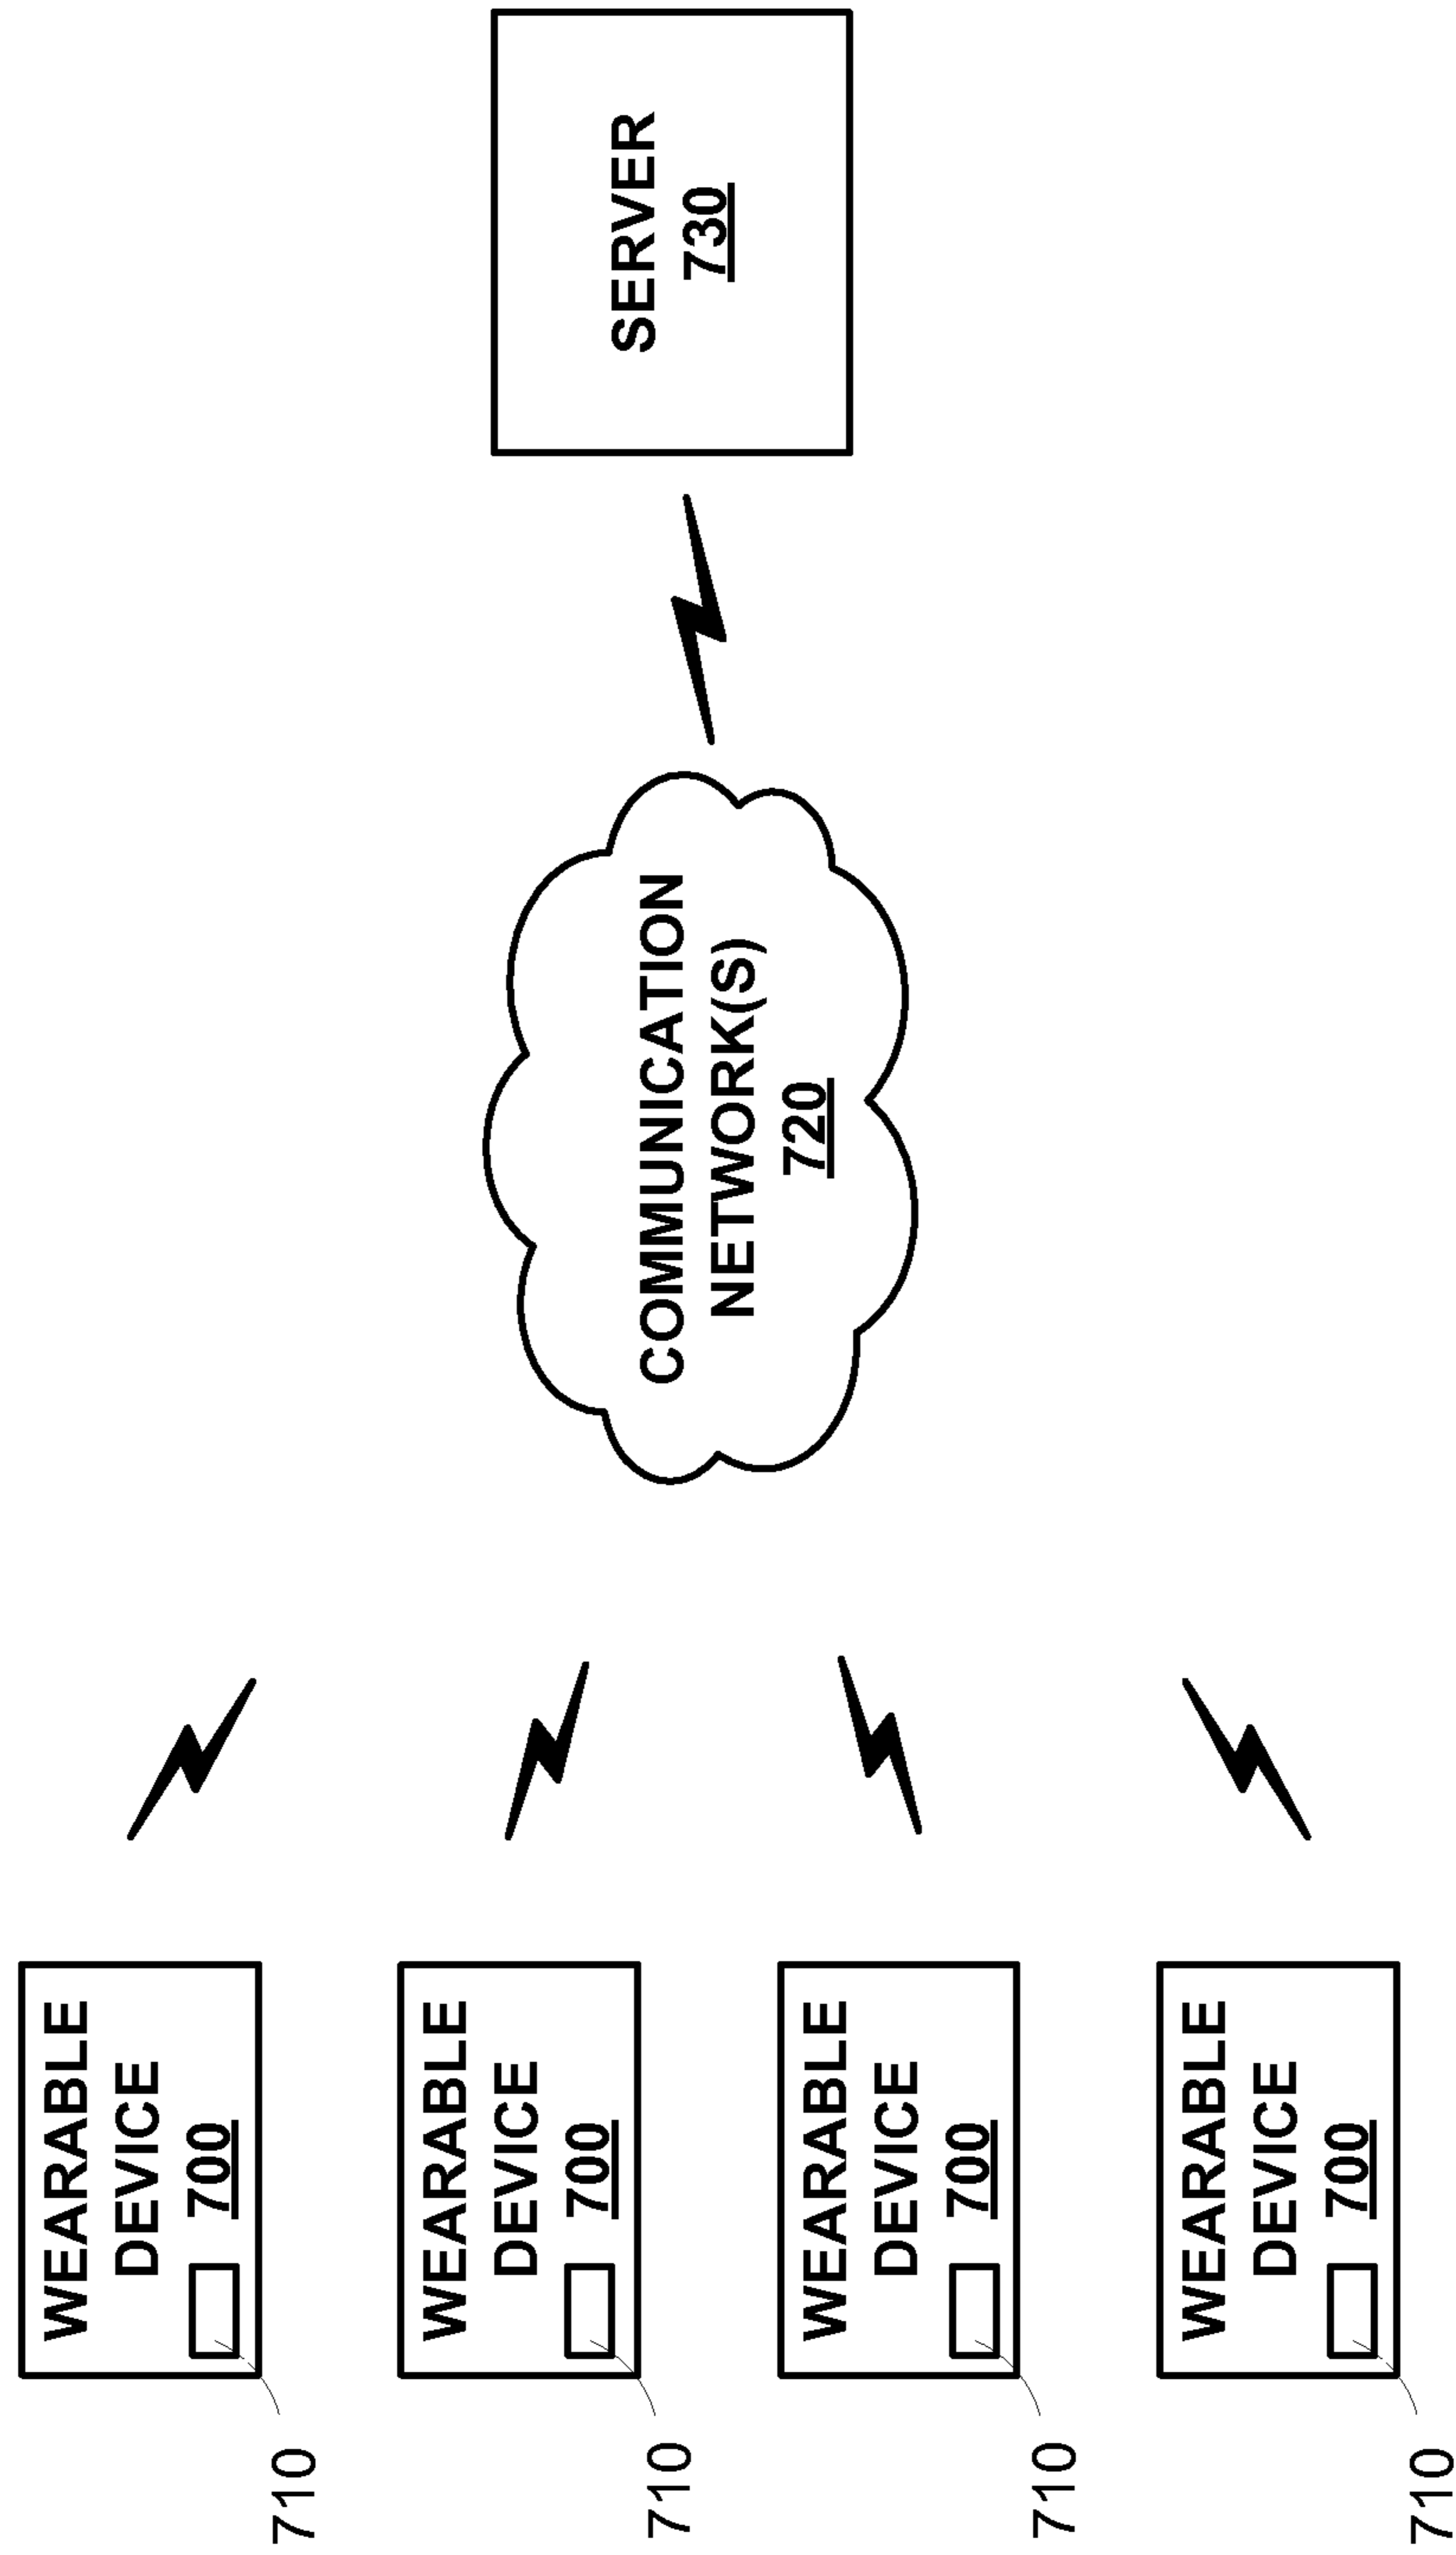 WEARABLE
DEVICE
700
710
WEARABLE
DEVICE
700
710
WEARABLE
DEVICE
700
710
WEARABLE
DEVICE
700
710
COMMUNICATION
NETWORK(S)
720
SERVER
730